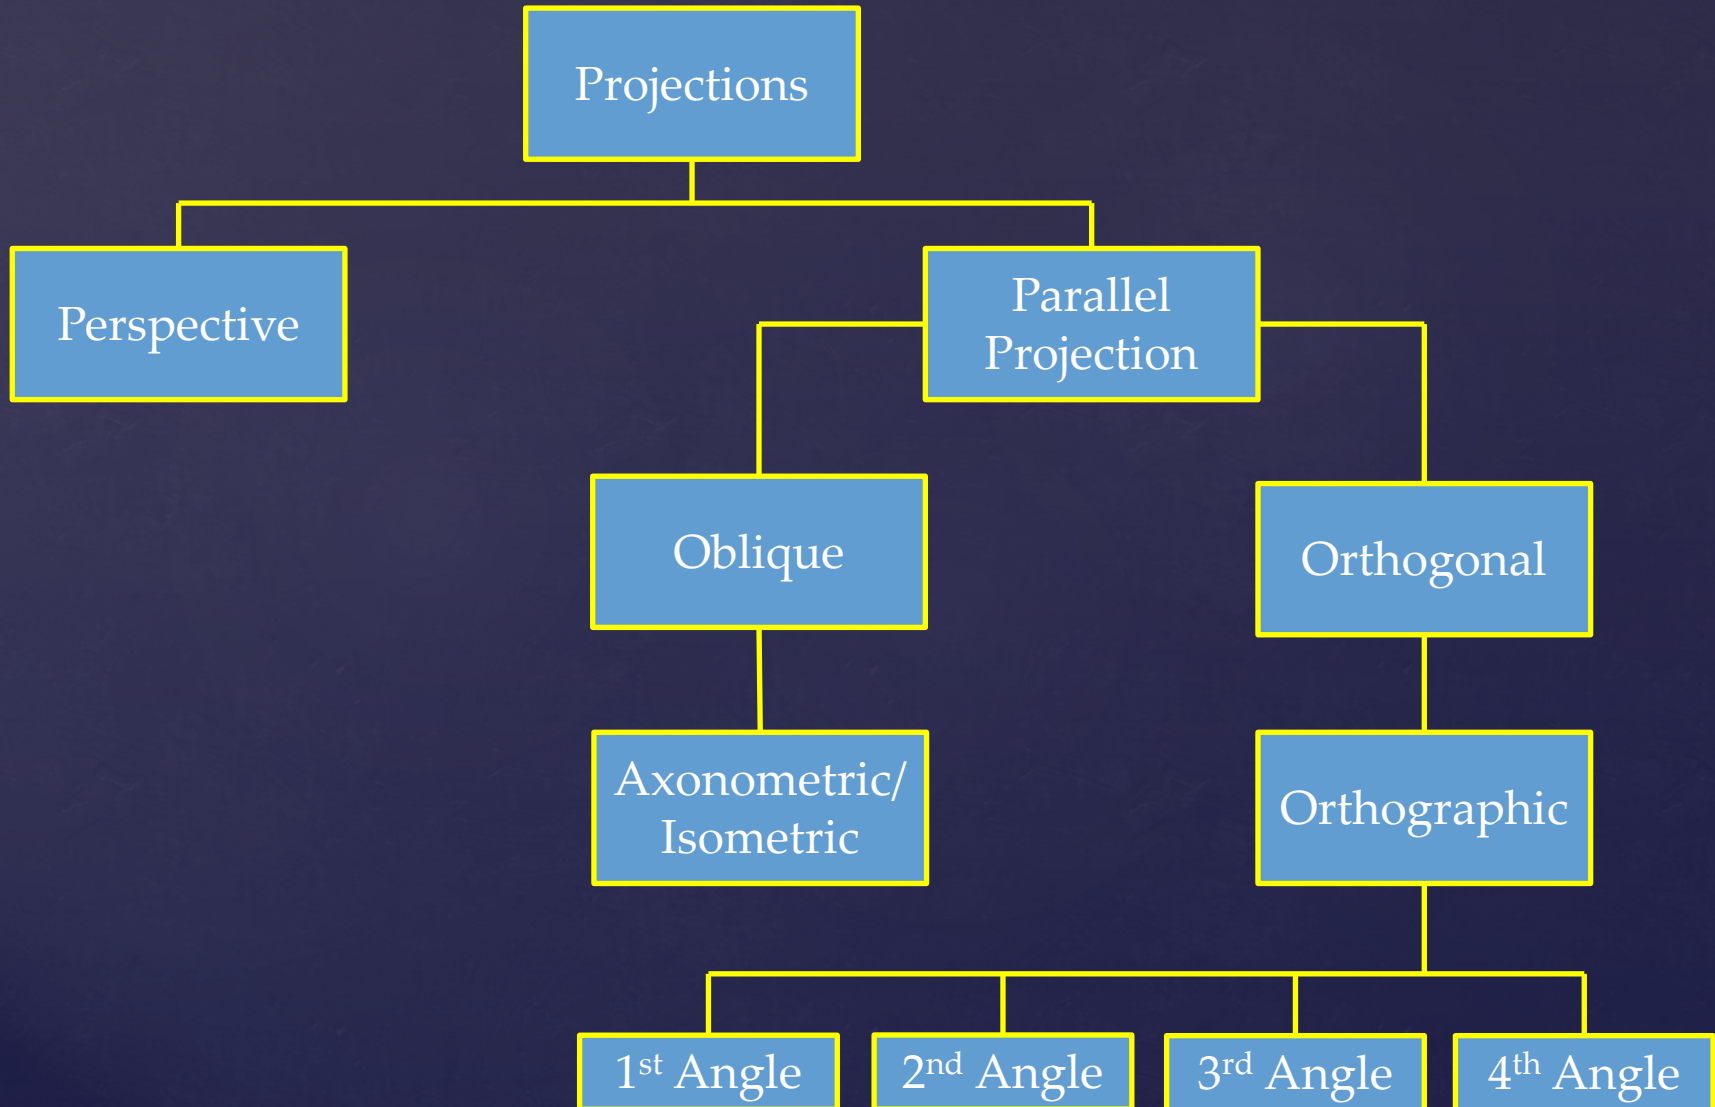 Projections
Perspective
Parallel
Projection
Oblique
Orthogonal
Axonometric/
Isometric
Orthographic
1st Angle
2nd Angle
3rd Angle
4th Angle